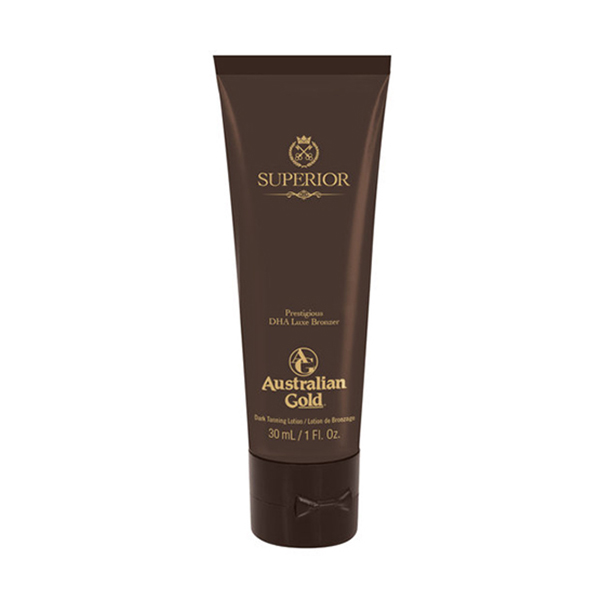 SUPERIOR
Prestigious
DHA Luxe Bronzer
AG
Australian
Gold
Dark Tanning Lotion / Lotion de Bronzage
30 mL / 1 Fl. Oz.